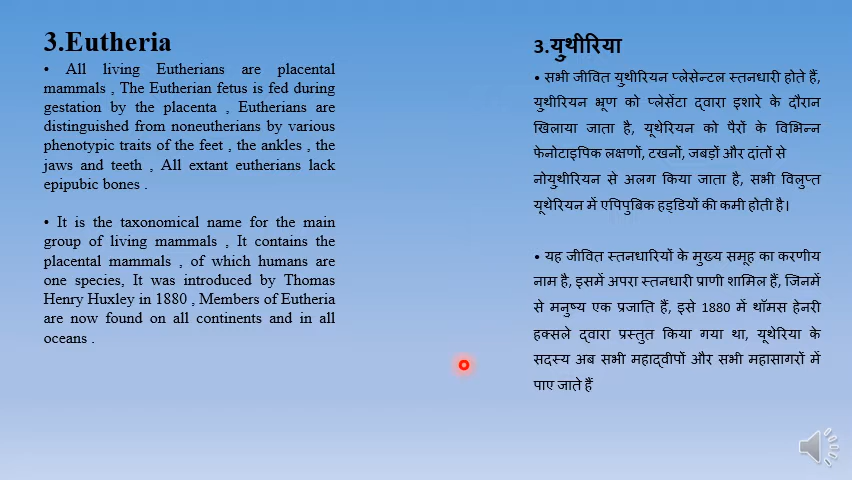 3.Eutheria
• All living Eutherians are placental
mammals , The Eutherian fetus is fed during
gestation by the placenta , Eutherians are
distinguished from noneutherians by various
phenotypic traits of the feet , the ankles , the
jaws and teeth , All extant eutherians lack
epipubic bones .
• It is the taxonomical name for the main
group of living mammals , It contains the
placental mammals , of which humans are
one species, It was introduced by Thomas
Henry Huxley in 1880 , Members of Eutheria
are now found on all continents and in all
oceans .
3.युथीरिया
• सभी जीवित युथीरियन प्लेसेन्टल स्तनधारी होते हैं,
युथीरियन भ्रूण को प्लेसेंटा द्वारा इशारे के दौरान
खिलाया जाता है, यूथेरियन को पैरों के विभिन्न
फेनोटाइपिक लक्षणों, टखनों, जबड़ों और दांतों से
नोयुथीरियन से अलग किया जाता है, सभी विलुप्त
यूथेरियन में एपिपुबिक हड्डियों की कमी होती है।
• यह जीवित स्तनधारियों के मुख्य समूह का करणीय
नाम है, इसमें अपरा स्तनधारी प्राणी शामिल हैं, जिनमें
से मनुष्य एक प्रजाति हैं, इसे 1880 में थॉमस हेनरी
हक्सले द्वारा प्रस्तुत किया गया था, यूथेरिया के
सदस्य अब सभी महाद्वीपों और सभी महासागरों में
पाए जाते हैं